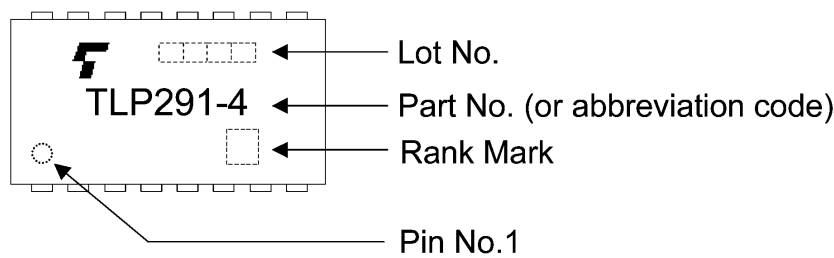 Lot No.
TLP291-4
Part No. (or abbreviation code)
Rank Mark
Pin No.1